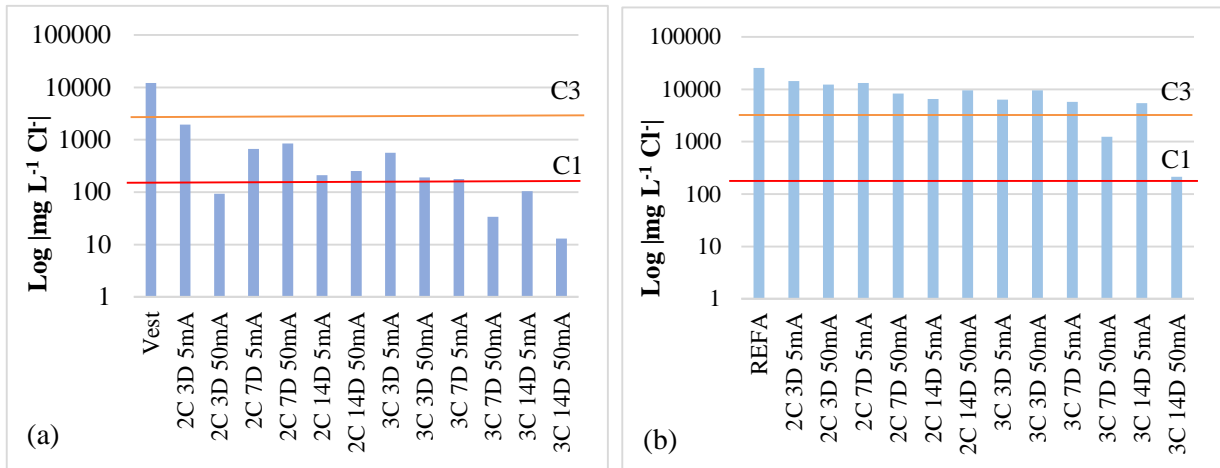 Log |mg L⁻¹ Cl⁻|
100000
10000
1000
100
10
1
C3
C1
Vest
2C 3D 5mA
2C 3D 50mA
2C 7D 5mA
2C 7D 50mA
2C 14D 5mA
2C 14D 50mA
3C 3D 5mA
3C 3D 50mA
3C 7D 5mA
3C 7D 50mA
3C 14D 5mA
3C 14D 50mA
(a)
Log |mg L⁻¹ Cl⁻|
100000
10000
1000
100
10
1
C3
C1
REFA
2C 3D 5mA
2C 3D 50mA
2C 7D 5mA
2C 7D 50mA
2C 14D 5mA
2C 14D 50mA
3C 3D 5mA
3C 3D 50mA
3C 7D 5mA
3C 7D 50mA
3C 14D 5mA
3C 14D 50mA
(b)